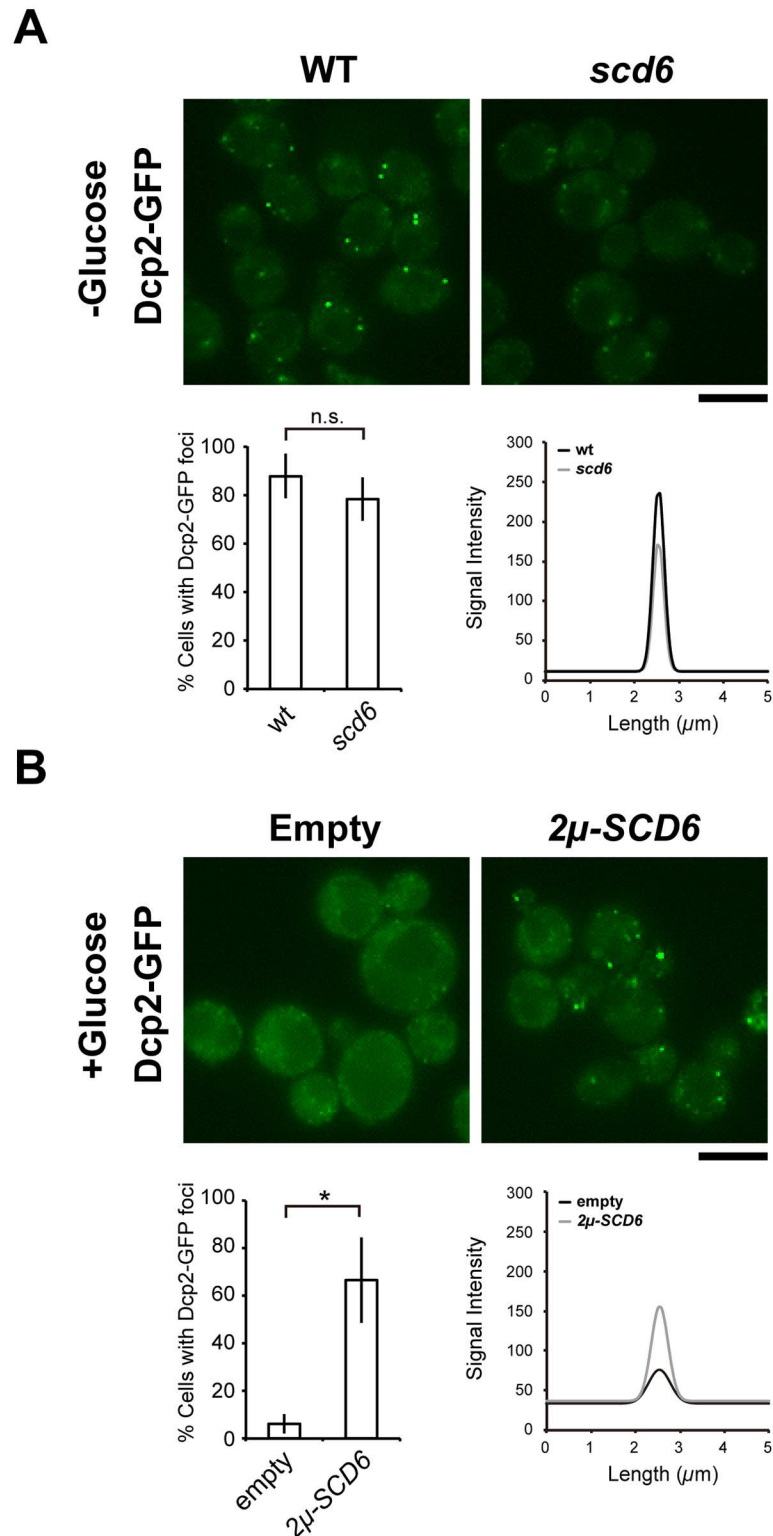 A
WT
scd6
-Glucose
Dcp2-GFP
n.s.
% Cells with Dcp2-GFP foci
100
80
60
40
20
0
wt
scd6
Signal Intensity
300
250
200
150
100
50
0
wt
scd6
0 1 2 3 4 5
Length (µm)
B
Empty
2µ-SCD6
+Glucose
Dcp2-GFP
*
% Cells with Dcp2-GFP foci
100
80
60
40
20
0
empty
2µ-SCD6
Signal Intensity
300
250
200
150
100
50
0
empty
2µ-SCD6
0 1 2 3 4 5
Length (µm)